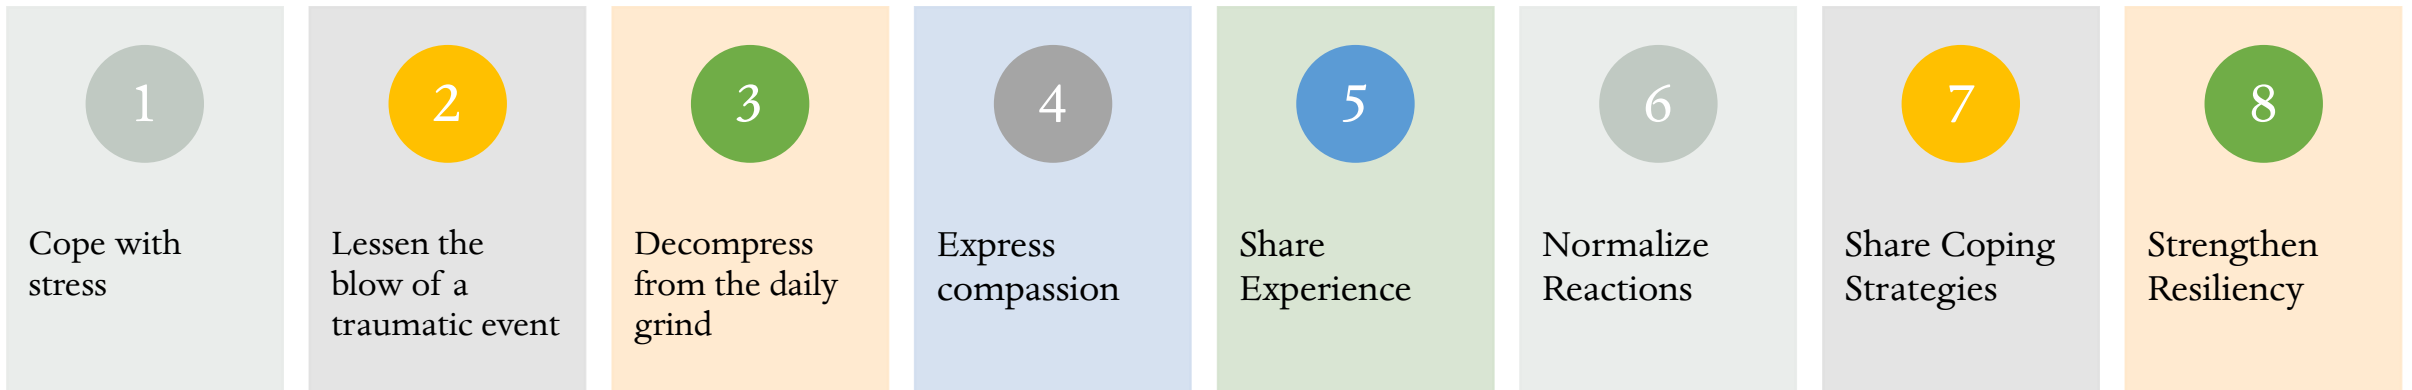 1
Cope with
stress
2
Lessen the
blow of a
traumatic event
3
Decompress
from the daily
grind
4
Express
compassion
5
Share
Experience
6
Normalize
Reactions
7
Share Coping
Strategies
8
Strengthen
Resiliency